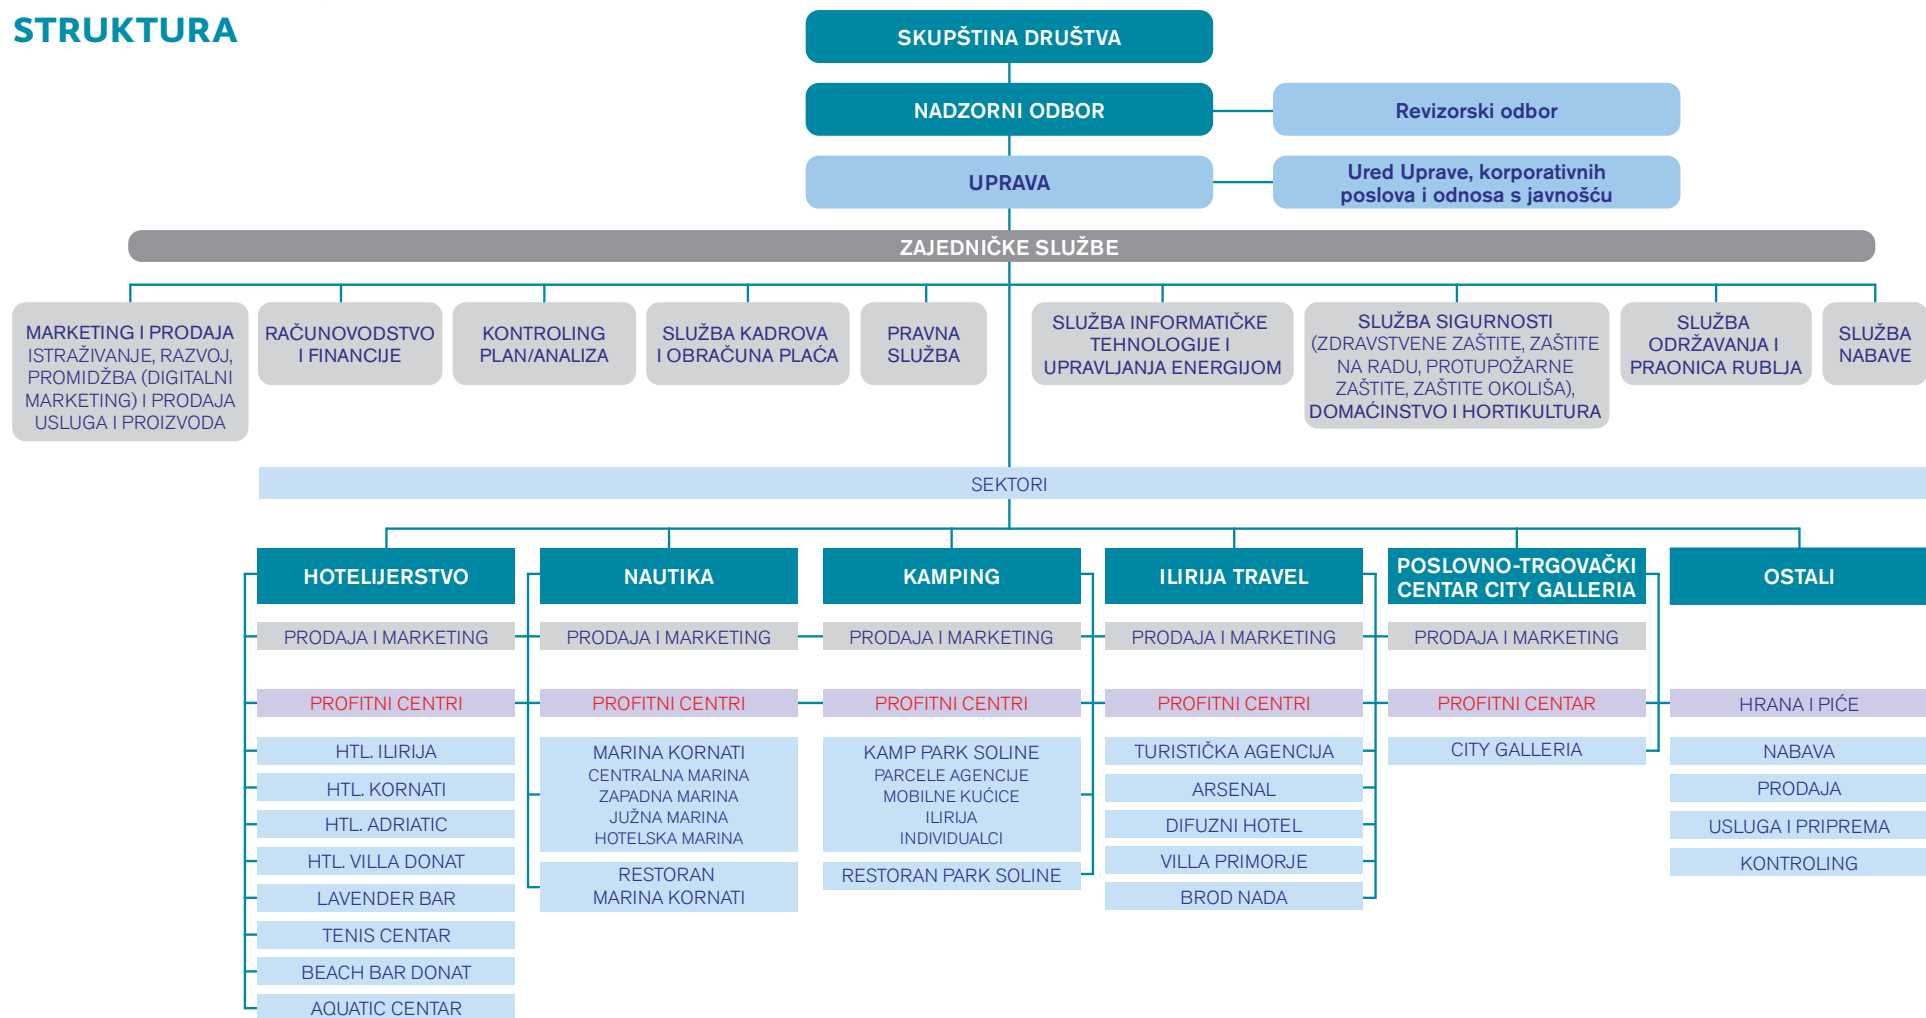 STRUKTURA
SKUPŠTINA DRUŠTVA
NADZORNI ODBOR
Revizorski odbor
UPRAVA
Ured Uprave, korporativnih
poslova i odnosa s javnošću
ZAJEDNIČKE SLUŽBE
MARKETING I PRODAJA
ISTRAŽIVANJE, RAZVOJ,
PROMIDŽBA (DIGITALNI
MARKETING) I PRODAJA
USLUGA I PROIZVODA
RAČUNOVODSTVO
I FINANCIJE
KONTROLING
PLAN/ANALIZA
SLUŽBA KADROVA
I OBRAČUNA PLAĆA
PRAVNA
SLUŽBA
SLUŽBA INFORMATIČKE
TEHNOLOGIJE I
UPRAVLJANJA ENERGIJOM
SLUŽBA SIGURNOSTI
(ZDRAVSTVENE ZAŠTITE, ZAŠTITE
NA RADU, PROTUPOŽARNE
ZAŠTITE, ZAŠTITE OKOLIŠA),
DOMAĆINSTVO I HORTIKULTURA
SLUŽBA
ODRŽAVANJA I
PRAONICA RUBLJA
SLUŽBA
NABAVE
SEKTORI
HOTELIJERSTVO
PRODAJA I MARKETING
PROFITNI CENTRI
HTL. ILIRIJA
HTL. KORNATI
HTL. ADRIATIC
HTL. VILLA DONAT
LAVENDER BAR
TENIS CENTAR
BEACH BAR DONAT
AQUATIC CENTAR
NAUTIKA
PRODAJA I MARKETING
PROFITNI CENTRI
MARINA KORNATI
CENTRALNA MARINA
ZAPADNA MARINA
JUŽNA MARINA
HOTELSKA MARINA
RESTORAN
MARINA KORNATI
KAMPING
PRODAJA I MARKETING
PROFITNI CENTRI
KAMP PARK SOLINE
PARCELE AGENCIJE
MOBILNE KUĆICE
ILIRIJA
INDIVIDUALCI
RESTORAN PARK SOLINE
ILIRIJA TRAVEL
PRODAJA I MARKETING
PROFITNI CENTRI
TURISTIČKA AGENCIJA
ARSENAL
DIFUZNI HOTEL
VILLA PRIMORJE
BROD NADA
POSLOVNO-TRGOVAČKI
CENTAR CITY GALLERIA
PRODAJA I MARKETING
PROFITNI CENTAR
CITY GALLERIA
OSTALI
HRANA I PIĆE
NABAVA
PRODAJA
USLUGA I PRIPREMA
KONTROLING